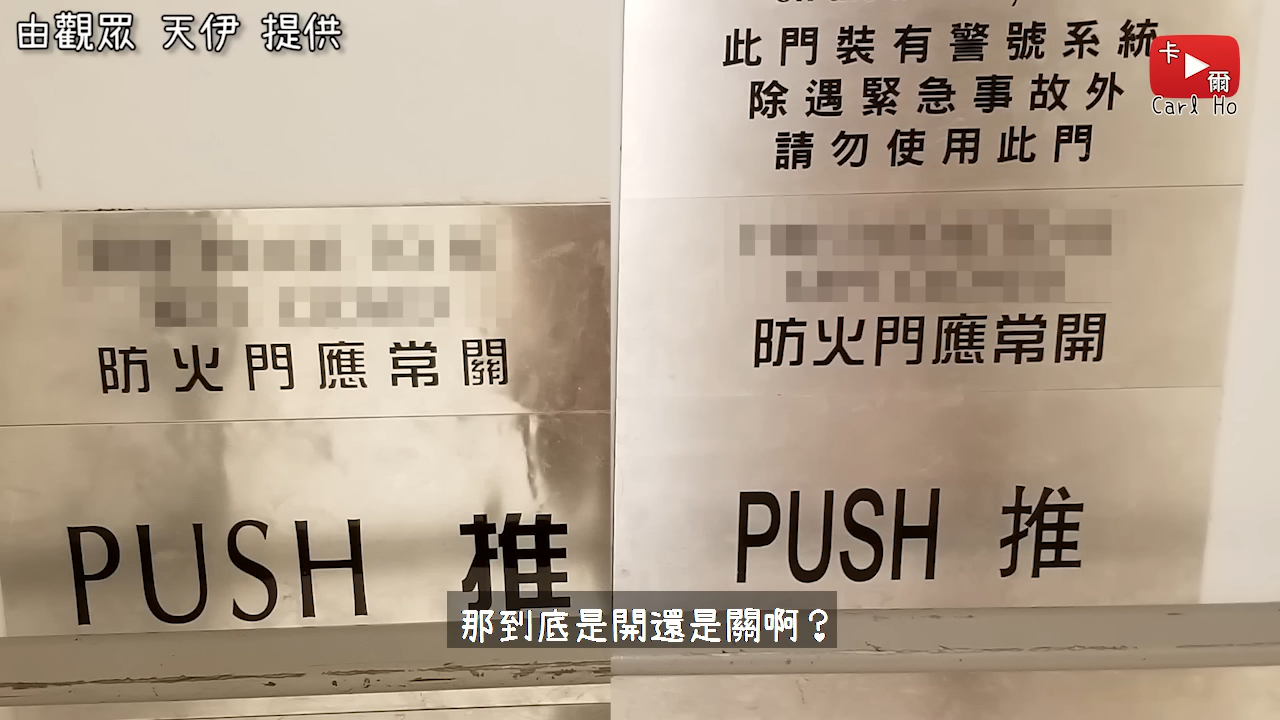 由觀眾 天伊 提供
防火門應常關
PUSH 推
此門裝有警號系統
除遇緊急事故外
請勿使用此門
防火門應常開
PUSH 推
卡爾
Carl Ho
那到底是開還是關啊？